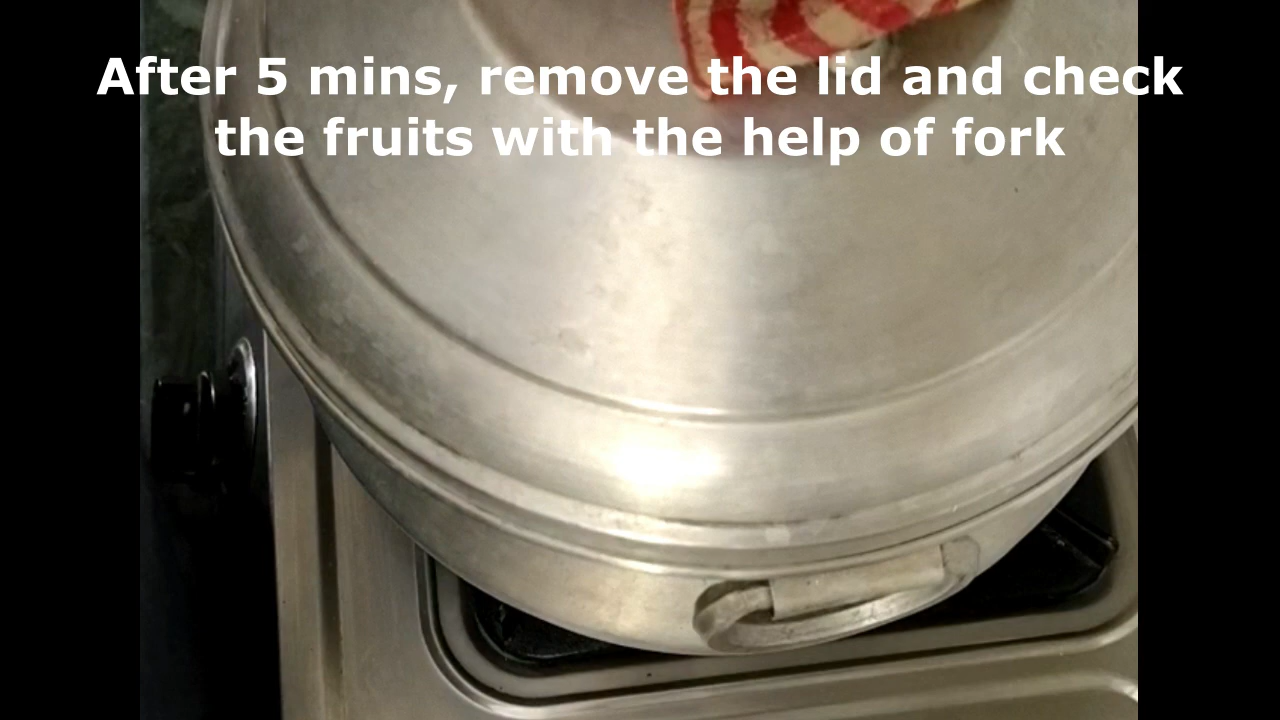 After 5 mins, remove the lid and check
the fruits with the help of fork